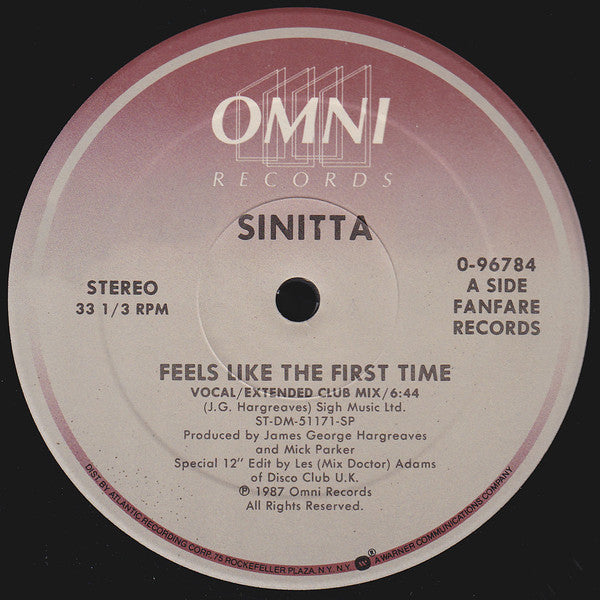 OMNI
RECORDS
SINITTA
STEREO
33 1/3 RPM
0-96784
A SIDE
FANFARE
RECORDS
FEELS LIKE THE FIRST TIME
VOCAL/EXTENDED CLUB MIX/6:44
(J.G. Hargreaves) Sigh Music Ltd.
ST-DM-51171-SP
Produced by James George Hargreaves
and Mick Parker
Special 12" Edit by Les (Mix Doctor) Adams
of Disco Club U.K.
℗ 1987 Omni Records
All Rights Reserved.
DIST. BY ATLANTIC RECORDING CORP. 75 ROCKEFELLER PLAZA, N.Y. N.Y. ® A WARNER COMMUNICATIONS COMPANY